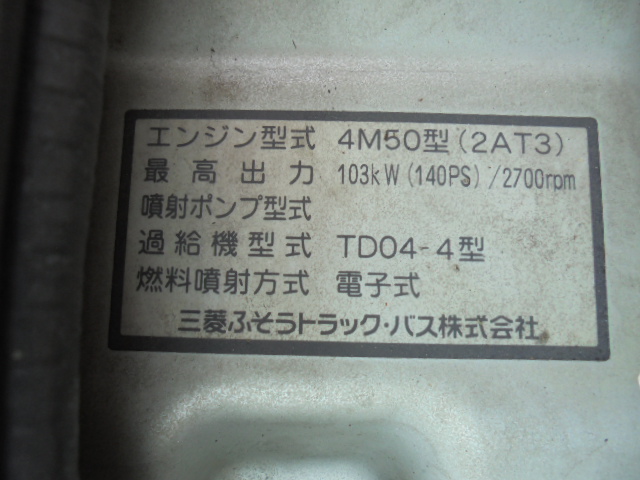 エンジン型式 4M50型(2AT3)
最高出力 103kW(140PS)/2700rpm
噴射ポンプ型式
過給機型式 TD04-4型
燃料噴射方式 電子式
三菱ふそうトラック・バス株式会社